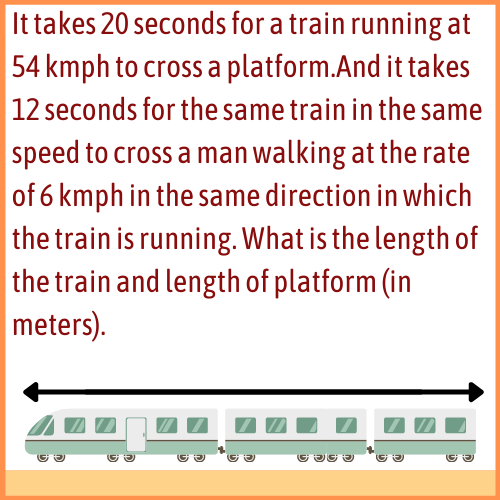 It takes 20 seconds for a train running at
54 kmph to cross a platform.And it takes
12 seconds for the same train in the same
speed to cross a man walking at the rate
of 6 kmph in the same direction in which
the train is running. What is the length of
the train and length of platform (in
meters).